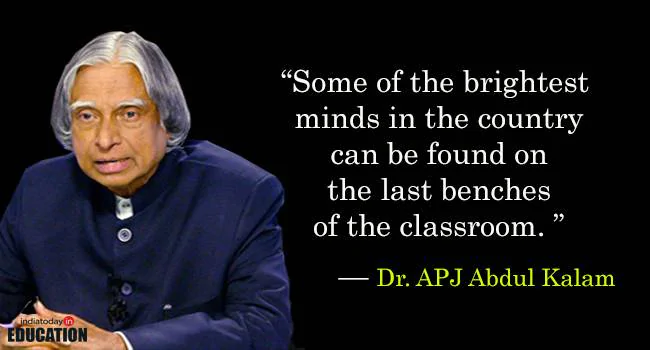 “Some of the brightest
minds in the country
can be found on
the last benches
of the classroom. ”
— Dr. APJ Abdul Kalam
indiatoday.in
EDUCATION